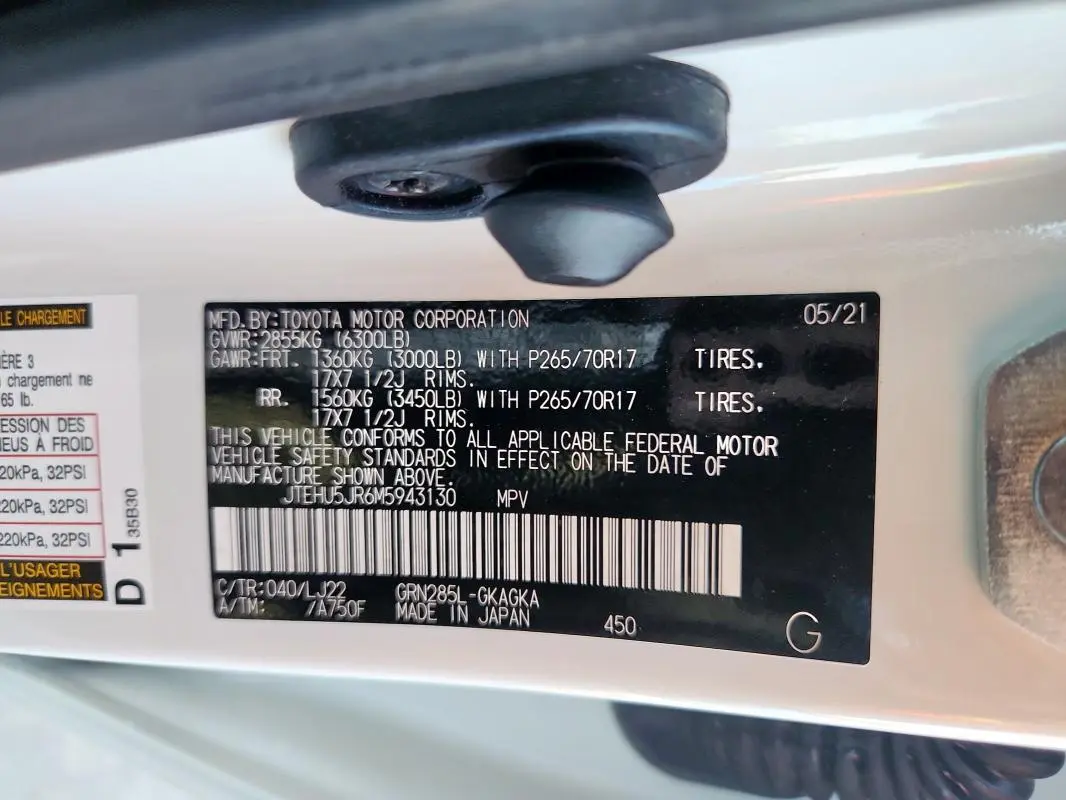 LE CHARGEMENT
IÈRE 3
chargement ne
65 lb.
ESSION DES
EUS À FROID
20kPa, 32PSI
220kPa, 32PSI
220kPa, 32PSI
L'USAGER
EIGNEMENTS
D 1 35B30
MFD.BY:TOYOTA MOTOR CORPORATION 05/21
GVWR:2855KG (6300LB)
GAWR:FRT. 1360KG (3000LB) WITH P265/70R17 TIRES,
17X7 1/2J RIMS.
RR. 1560KG (3450LB) WITH P265/70R17 TIRES,
17X7 1/2J RIMS.
THIS VEHICLE CONFORMS TO ALL APPLICABLE FEDERAL MOTOR
VEHICLE SAFETY STANDARDS IN EFFECT ON THE DATE OF
MANUFACTURE SHOWN ABOVE.
JTEHU5JR6M5943130 MPV
C/TR:040/LJ22 GRN285L-GKAGKA
A/TM: /A750F MADE IN JAPAN 450 G